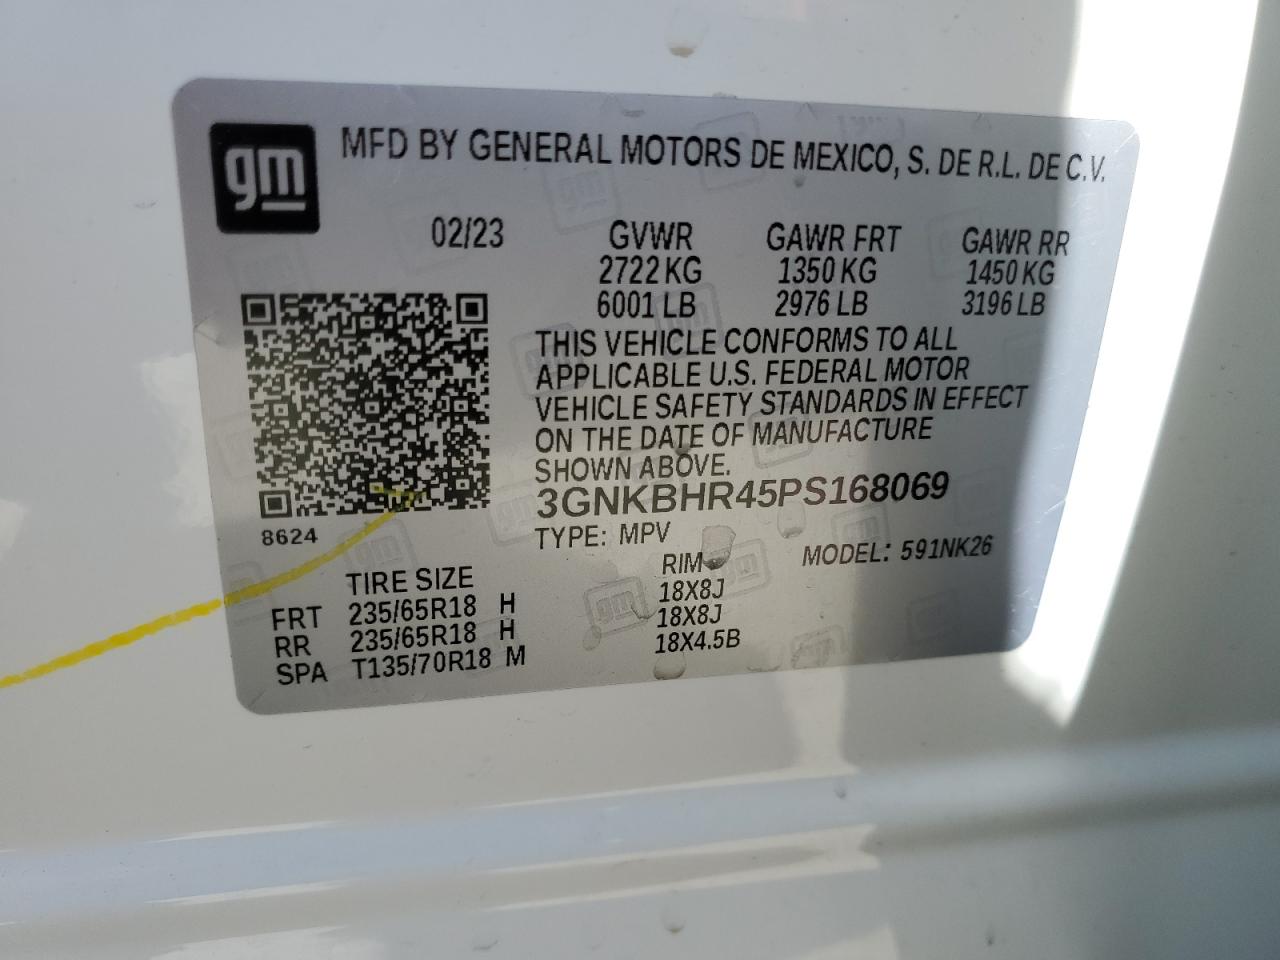 gm
MFD BY GENERAL MOTORS DE MEXICO, S. DE R.L. DE C.V.
02/23 GVWR GAWR FRT GAWR RR
2722 KG 1350 KG 1450 KG
6001 LB 2976 LB 3196 LB
THIS VEHICLE CONFORMS TO ALL
APPLICABLE U.S. FEDERAL MOTOR
VEHICLE SAFETY STANDARDS IN EFFECT
ON THE DATE OF MANUFACTURE
SHOWN ABOVE.
3GNKBHR45PS168069
8624
TYPE: MPV MODEL: 591NK26
TIRE SIZE RIM
FRT 235/65R18 H 18X8J
RR 235/65R18 H 18X8J
SPA T135/70R18 M 18X4.5B